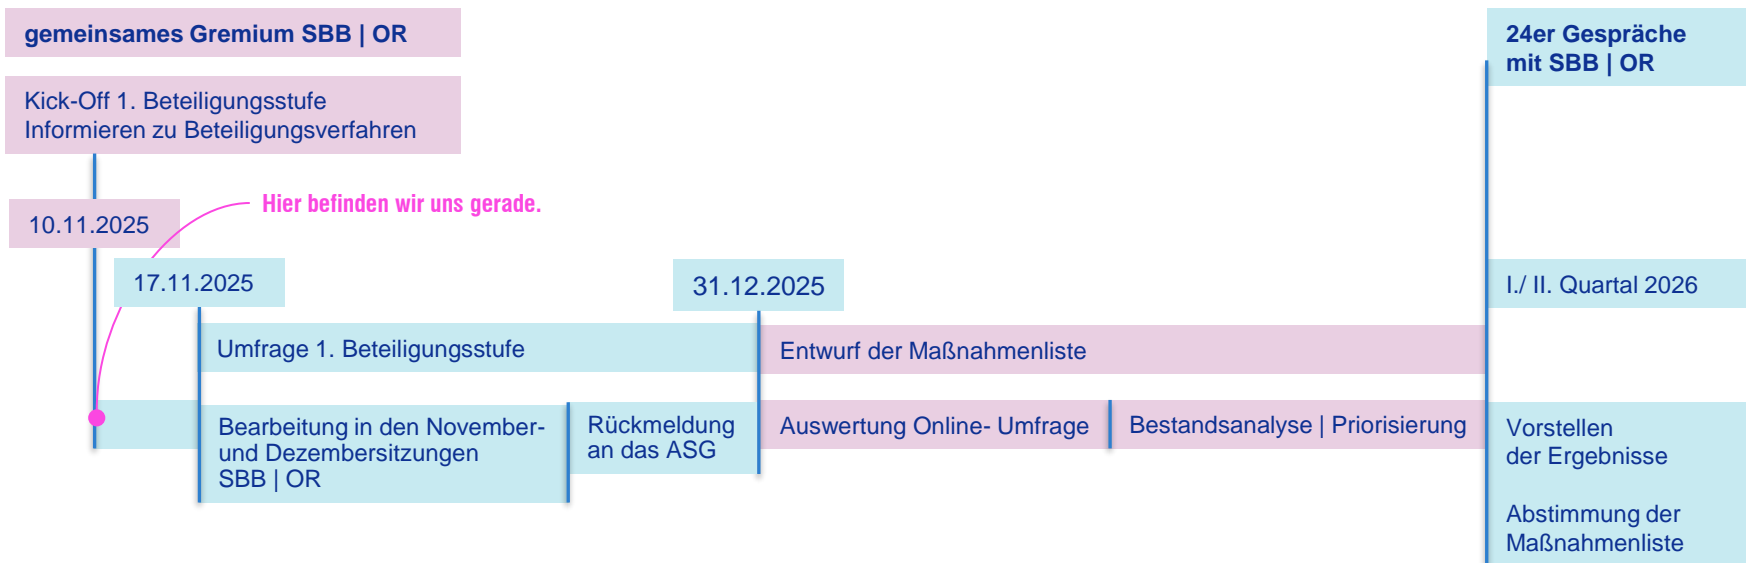 gemeinsames Gremium SBB | OR
Kick-Off 1. Beteiligungsstufe
Informieren zu Beteiligungsverfahren
24er Gespräche
mit SBB | OR
Hier befinden wir uns gerade.
10.11.2025
17.11.2025
31.12.2025
I./ II. Quartal 2026
Umfrage 1. Beteiligungsstufe
Entwurf der Maßnahmenliste
Bearbeitung in den November-
und Dezembersitzungen
SBB | OR
Rückmeldung
an das ASG
Auswertung Online- Umfrage
Bestandsanalyse | Priorisierung
Vorstellen
der Ergebnisse
Abstimmung der
Maßnahmenliste